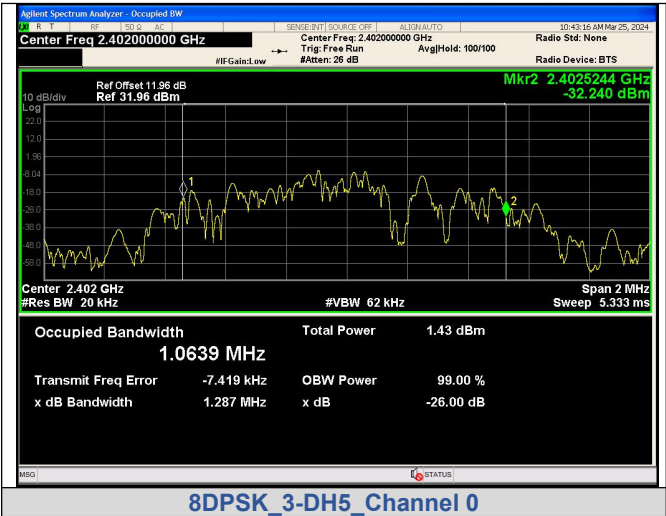 Agilent Spectrum Analyzer - Occupied BW
R T RF 50 Ω AC SENSE:INT SOURCE OFF ALIGN AUTO 10:43:16 AM Mar 25, 2024
Center Freq 2.402000000 GHz Center Freq: 2.402000000 GHz Radio Std: None
Trig: Free Run Avg|Hold: 100/100
#IFGain:Low #Atten: 26 dB Radio Device: BTS
Mkr2 2.4025244 GHz
Ref Offset 11.96 dB
10 dB/div Ref 31.96 dBm -32.240 dBm
Log
22.0
12.0
1.96
-8.04
-18.0
-28.0
-38.0
-48.0
-58.0
1
2
Center 2.402 GHz Span 2 MHz
#Res BW 20 kHz #VBW 62 kHz Sweep 5.333 ms
Occupied Bandwidth Total Power 1.43 dBm
1.0639 MHz
Transmit Freq Error -7.419 kHz OBW Power 99.00 %
x dB Bandwidth 1.287 MHz x dB -26.00 dB
MSG STATUS
8DPSK_3-DH5_Channel 0